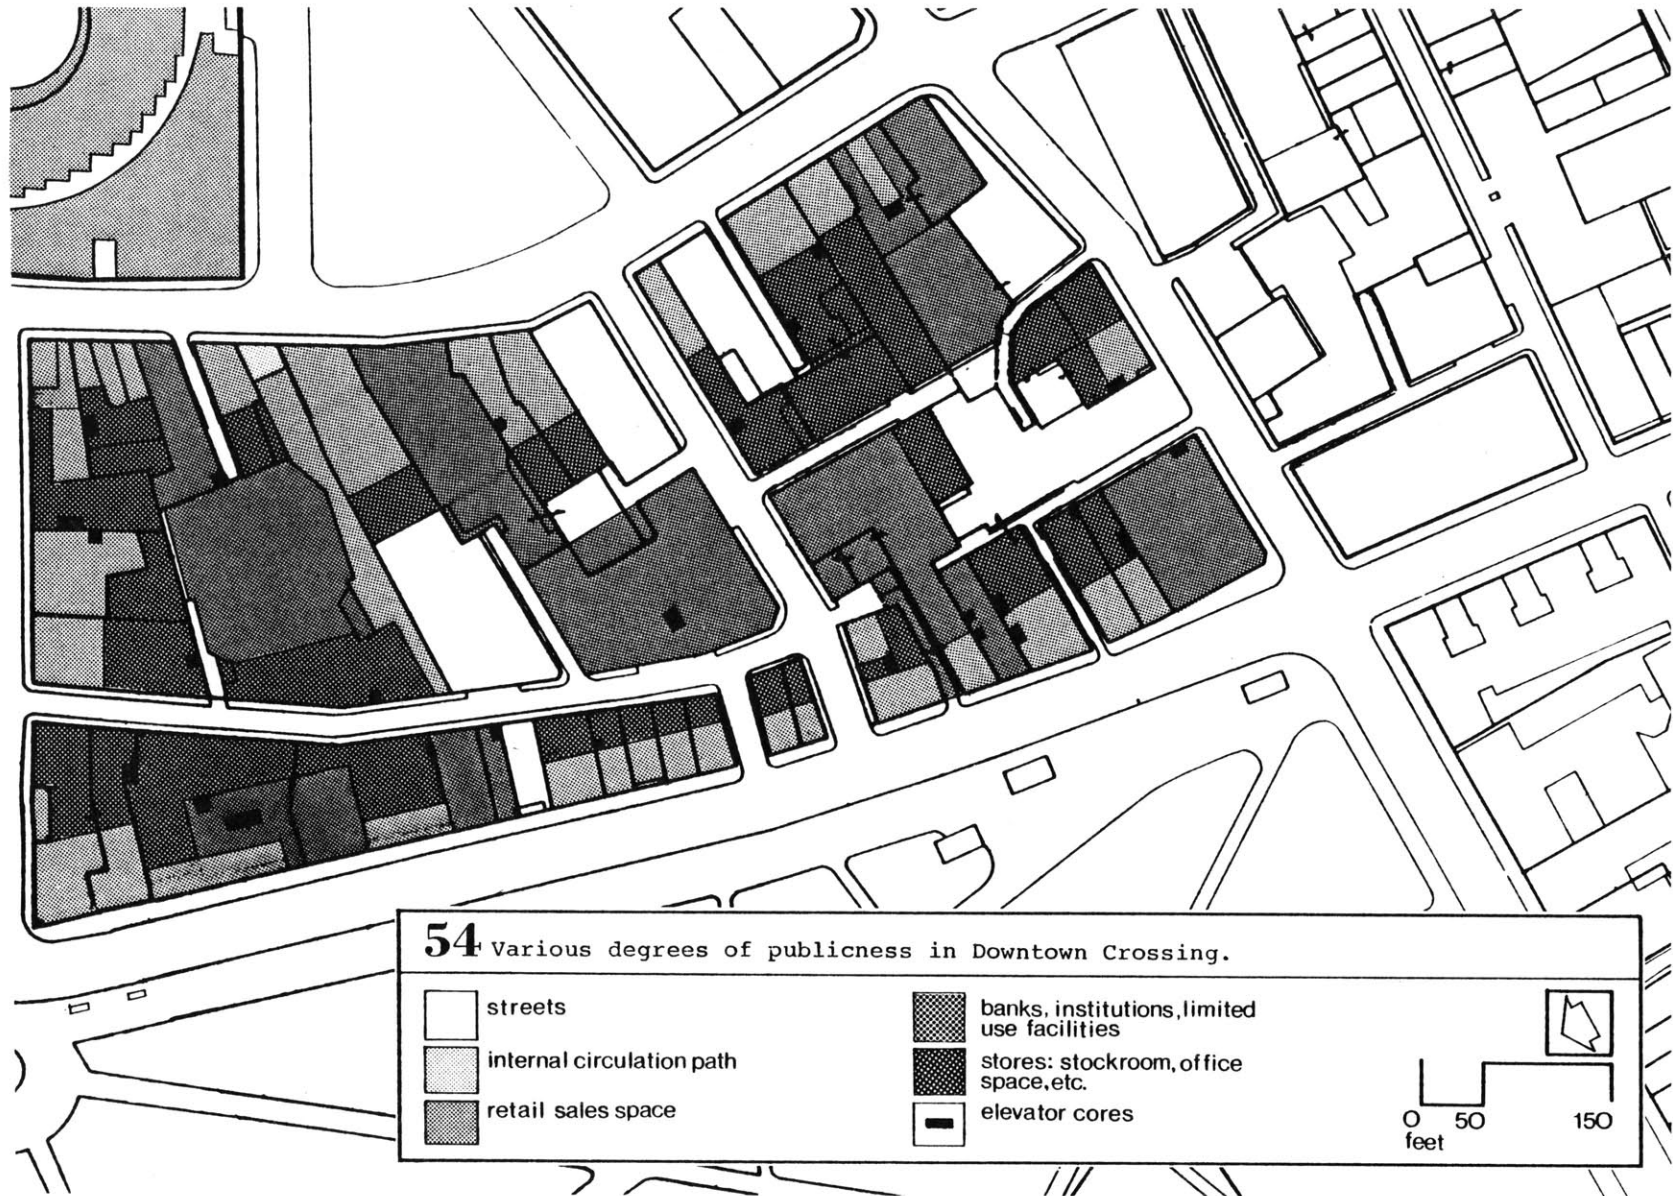 54 Various degrees of publicness in Downtown Crossing.
streets
internal circulation path
retail sales space
banks, institutions, limited
use facilities
stores: stockroom, office
space, etc.
elevator cores
0 50 150
feet